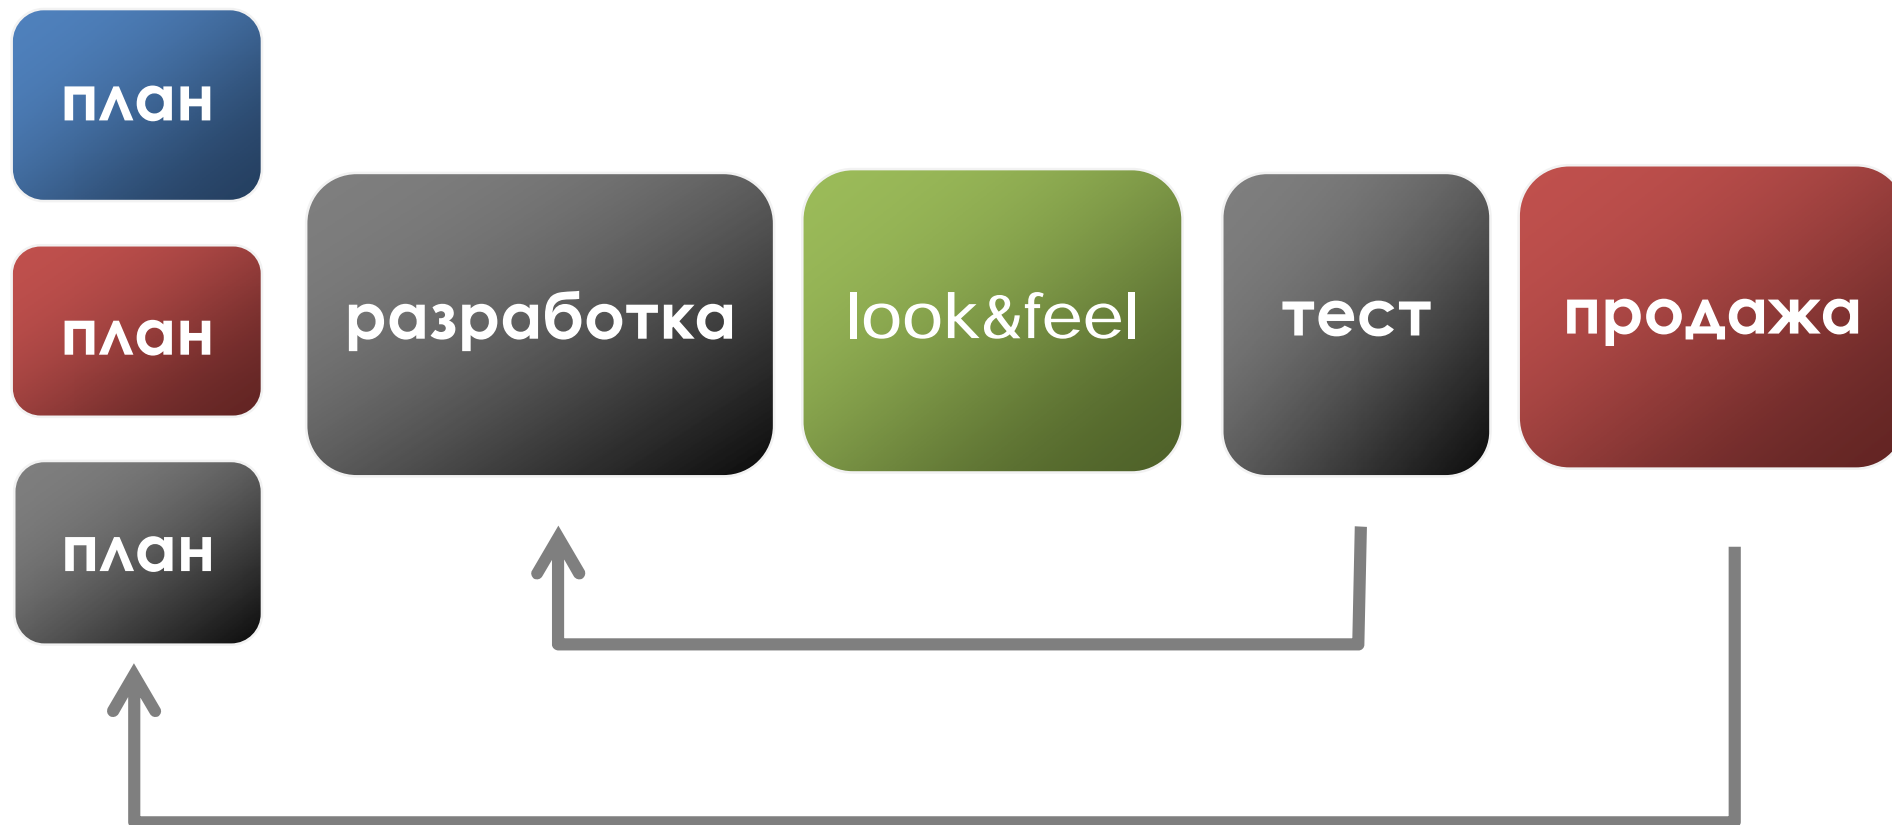 план
план
план
разработка
look&feel
тест
продажа